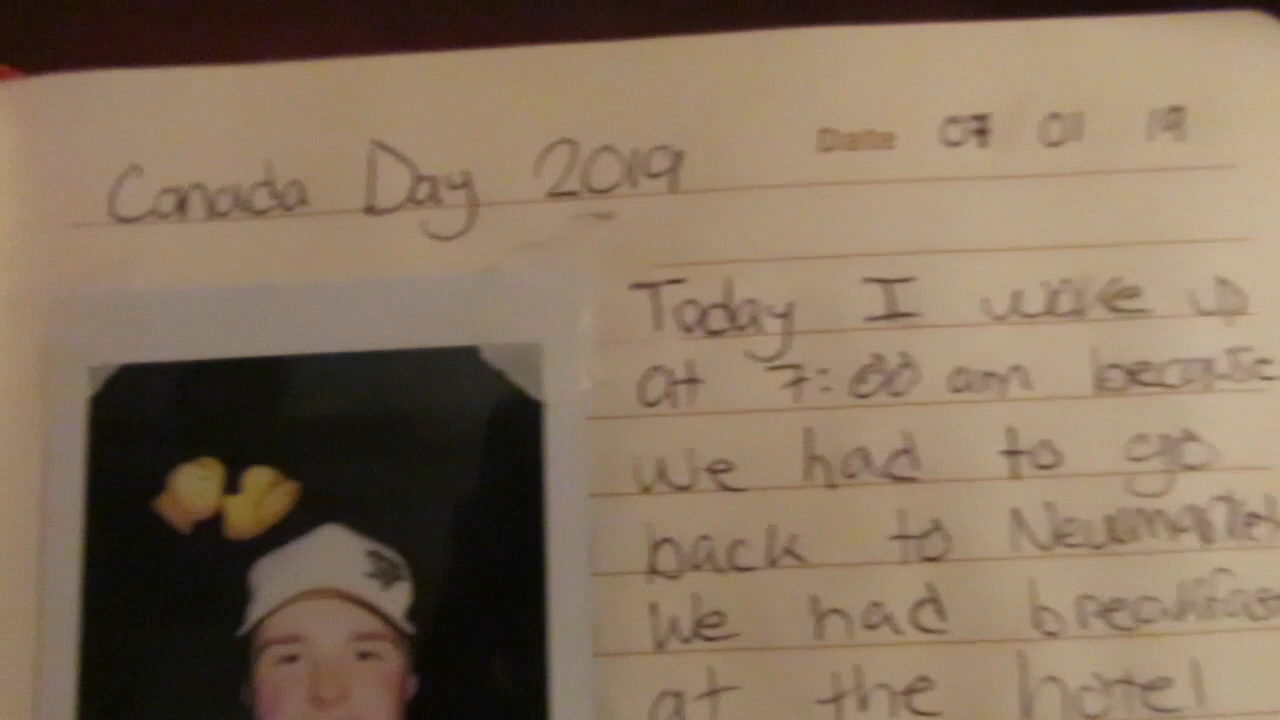 Canada Day 2019
Date 07 01 19
Today I woke up
at 7:00 am because
we had to go
back to Newmarket
We had breakfas
at the hotel